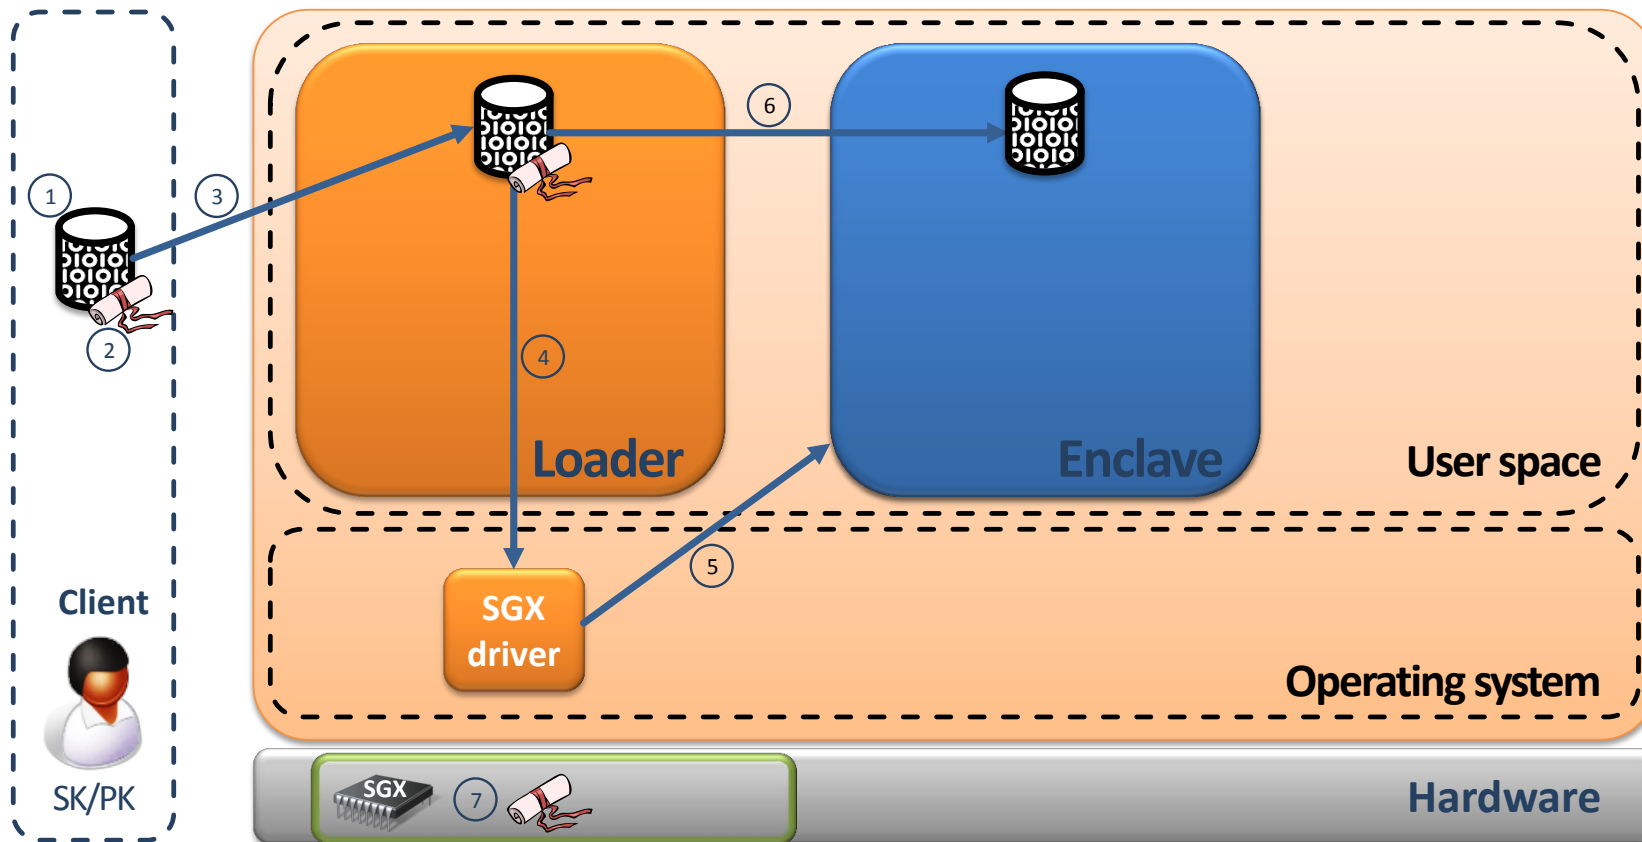 1
2
3
4
5
6
7
Loader
Enclave
User space
SGX
driver
Operating system
Client
SK/PK
SGX
Hardware